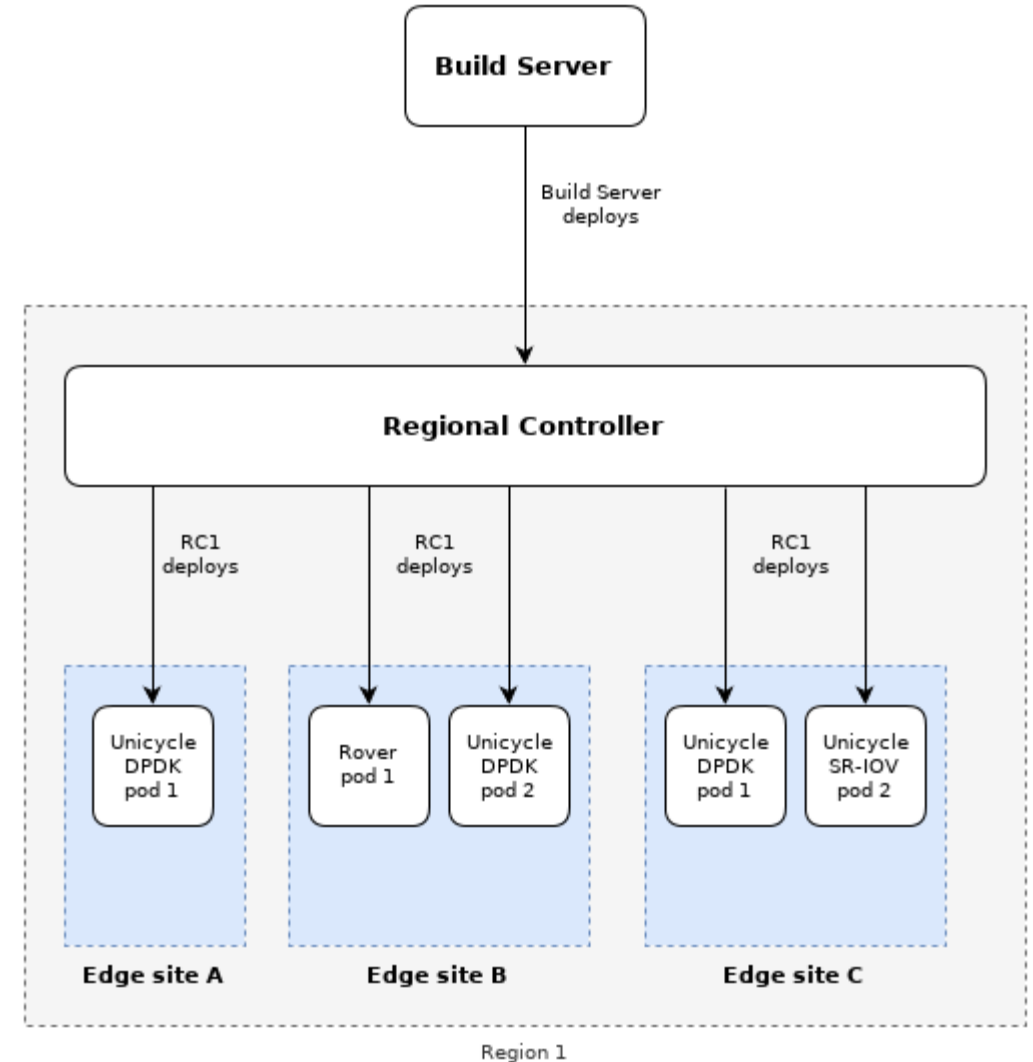 Build Server
Build Server
deploys
Regional Controller
RC1
deploys
RC1
deploys
RC1
deploys
Unicycle
DPDK
pod 1
Rover
pod 1
Unicycle
DPDK
pod 2
Unicycle
DPDK
pod 1
Unicycle
SR-IOV
pod 2
Edge site A
Edge site B
Edge site C
Region 1